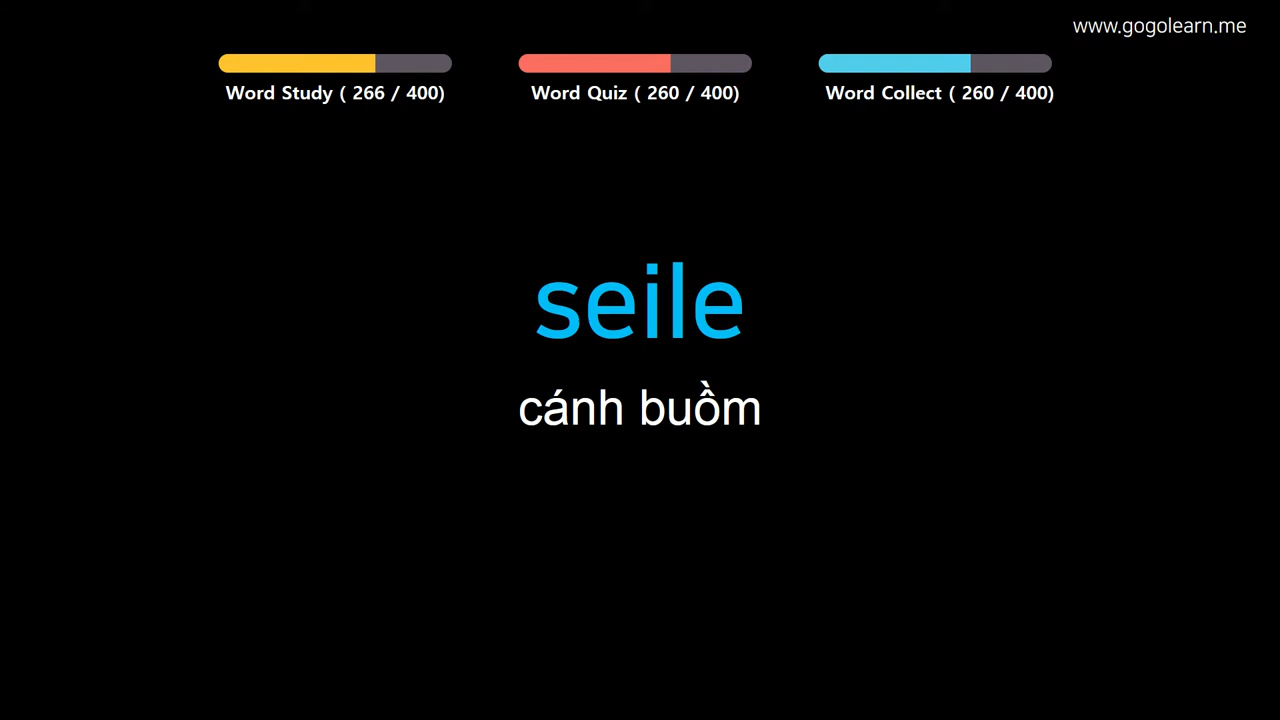 www.gogolearn.me
Word Study ( 266 / 400)
Word Quiz ( 260 / 400)
Word Collect ( 260 / 400)
seile
cánh buồm